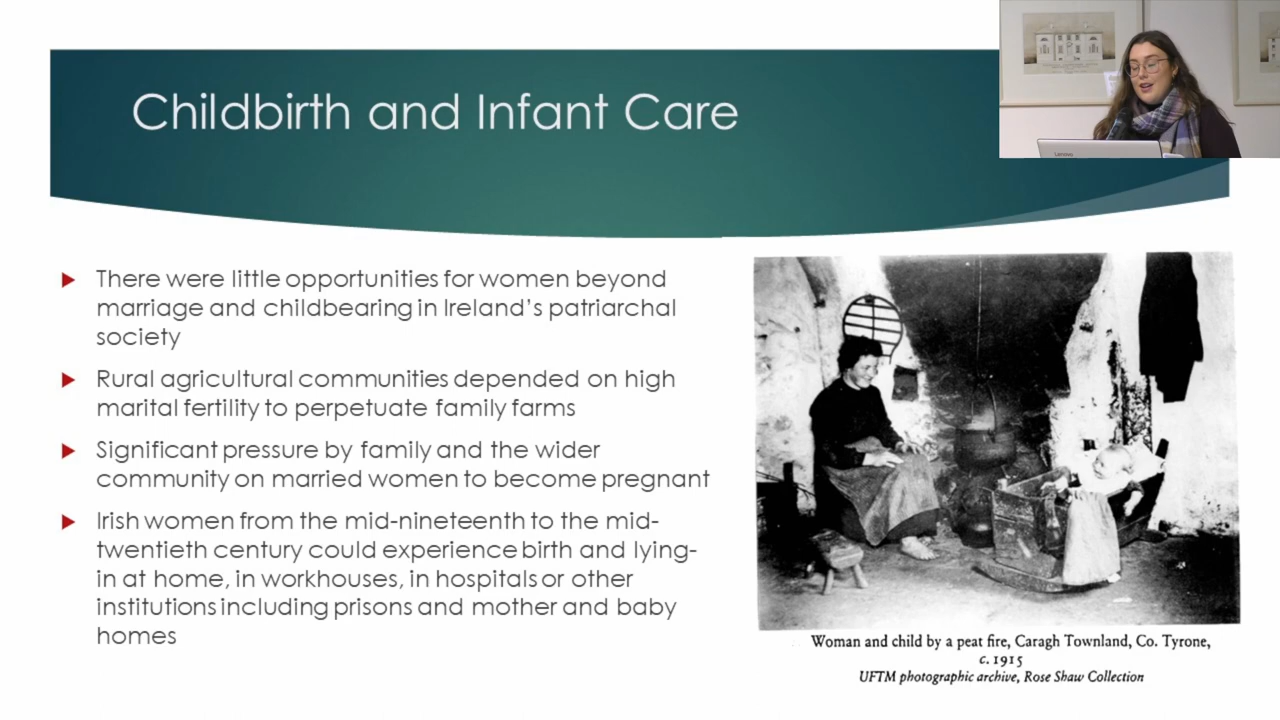 Childbirth and Infant Care
Lenovo
There were little opportunities for women beyond
marriage and childbearing in Ireland's patriarchal
society
Rural agricultural communities depended on high
marital fertility to perpetuate family farms
Significant pressure by family and the wider
community on married women to become pregnant
Irish women from the mid-nineteenth to the mid-
twentieth century could experience birth and lying-
in at home, in workhouses, in hospitals or other
institutions including prisons and mother and baby
homes
Woman and child by a peat fire, Caragh Townland, Co. Tyrone,
c. 1915
UFTM photographic archive, Rose Shaw Collection